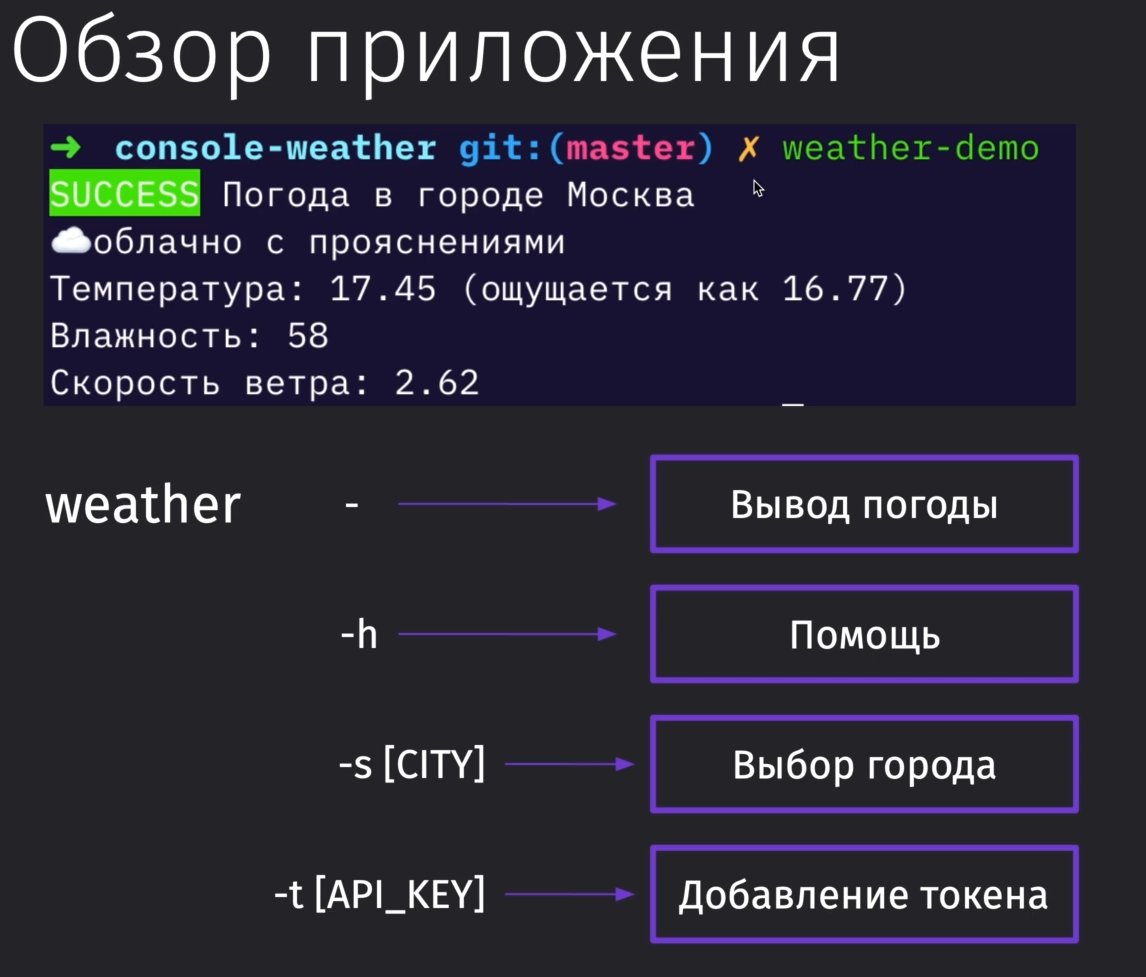 Обзор приложения
➜ console-weather git:(master) ✗ weather-demo
SUCCESS Погода в городе Москва
☁️облачно с прояснениями
Температура: 17.45 (ощущается как 16.77)
Влажность: 58
Скорость ветра: 2.62
weather - Вывод погоды
-h Помощь
-s [CITY] Выбор города
-t [API_KEY] Добавление токена